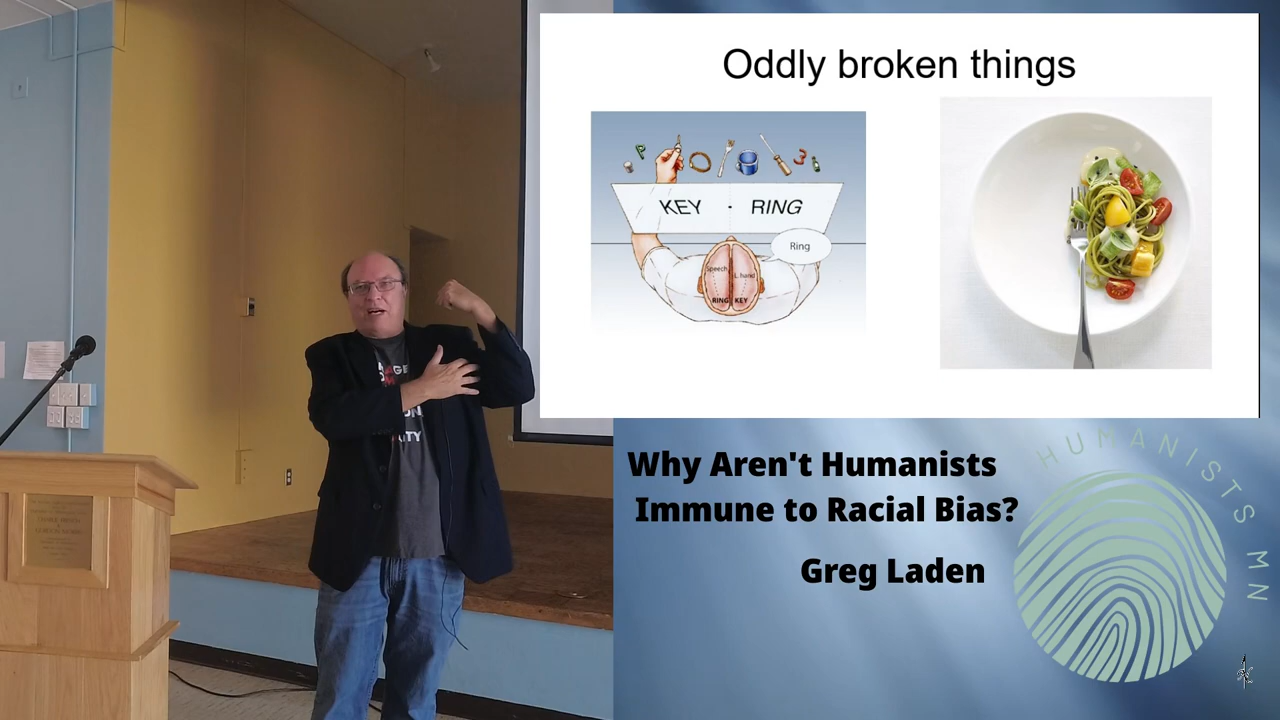 Oddly broken things
P
3
KEY · RING
Ring
Speech
L. hand
RING
KEY
Why Aren't Humanists
Immune to Racial Bias?
Greg Laden
HUMANISTS MN